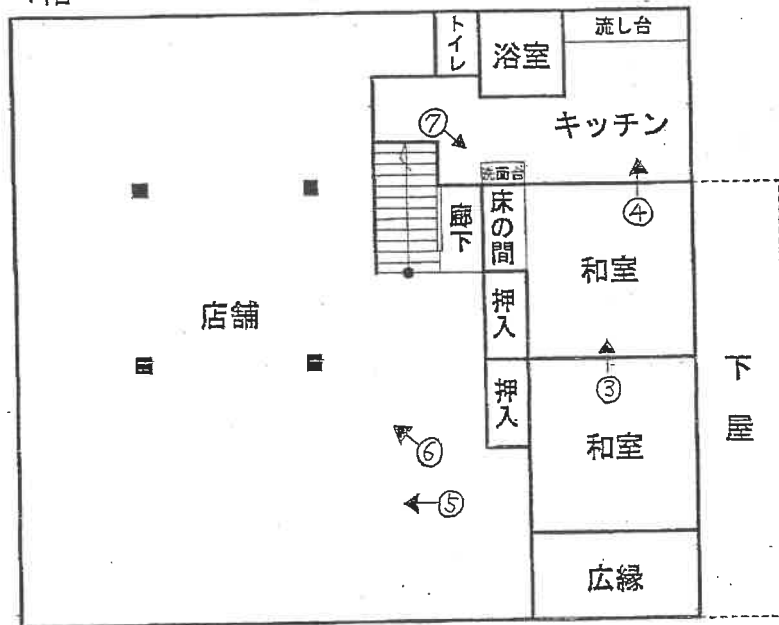 トイレ
浴室
流し台
⑦
キッチン
洗面台
廊下
床の間
④
和室
店舗
押入
③
下屋
押入
和室
⑥
⑤
広縁